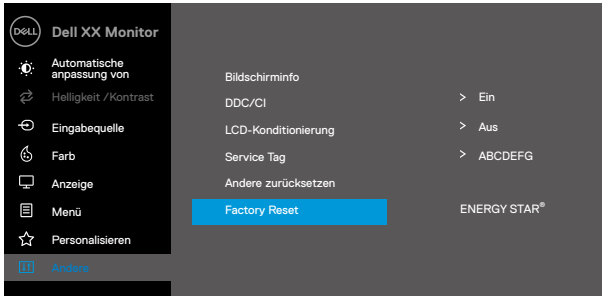 DELL
Dell XX Monitor
Automatische
anpassung von
Helligkeit /Kontrast
Eingabequelle
Farb
Anzeige
Menü
Personalisieren
Andere
Bildschirminfo
DDC/CI > Ein
LCD-Konditionierung > Aus
Service Tag > ABCDEFG
Andere zurücksetzen
Factory Reset ENERGY STAR®